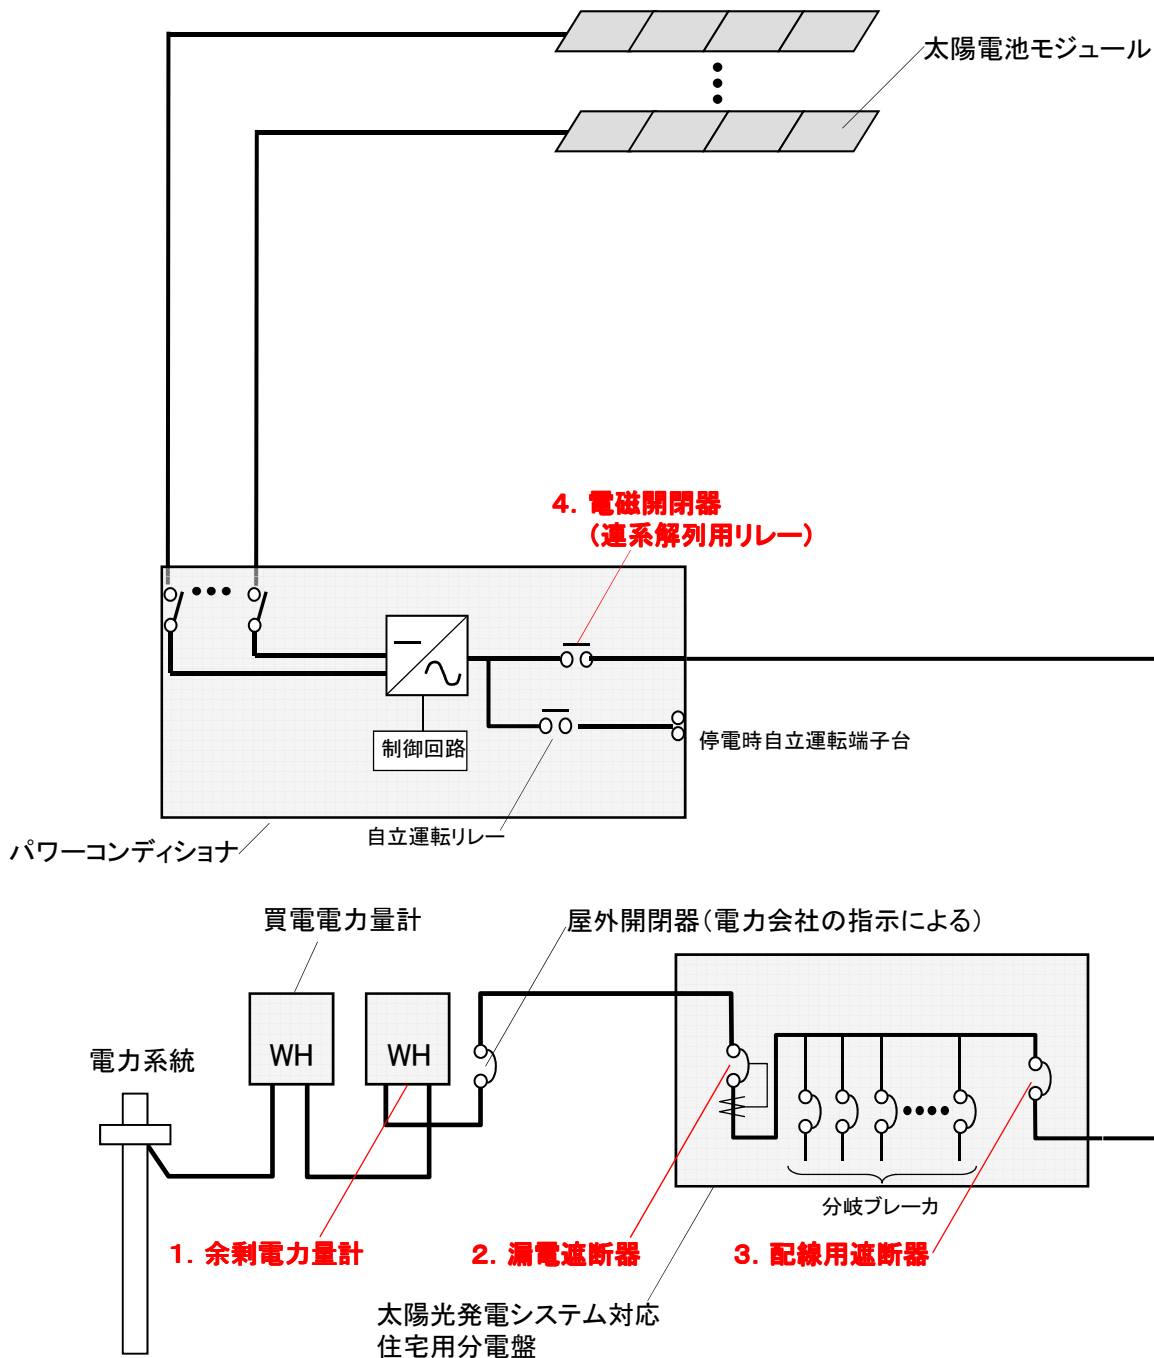 太陽電池モジュール
4. 電磁開閉器
(連系解列用リレー)
制御回路
停電時自立運転端子台
自立運転リレー
パワーコンディショナ
買電電力量計
屋外開閉器(電力会社の指示による)
WH
WH
電力系統
分岐ブレーカ
1. 余剰電力量計
2. 漏電遮断器
3. 配線用遮断器
太陽光発電システム対応
住宅用分電盤